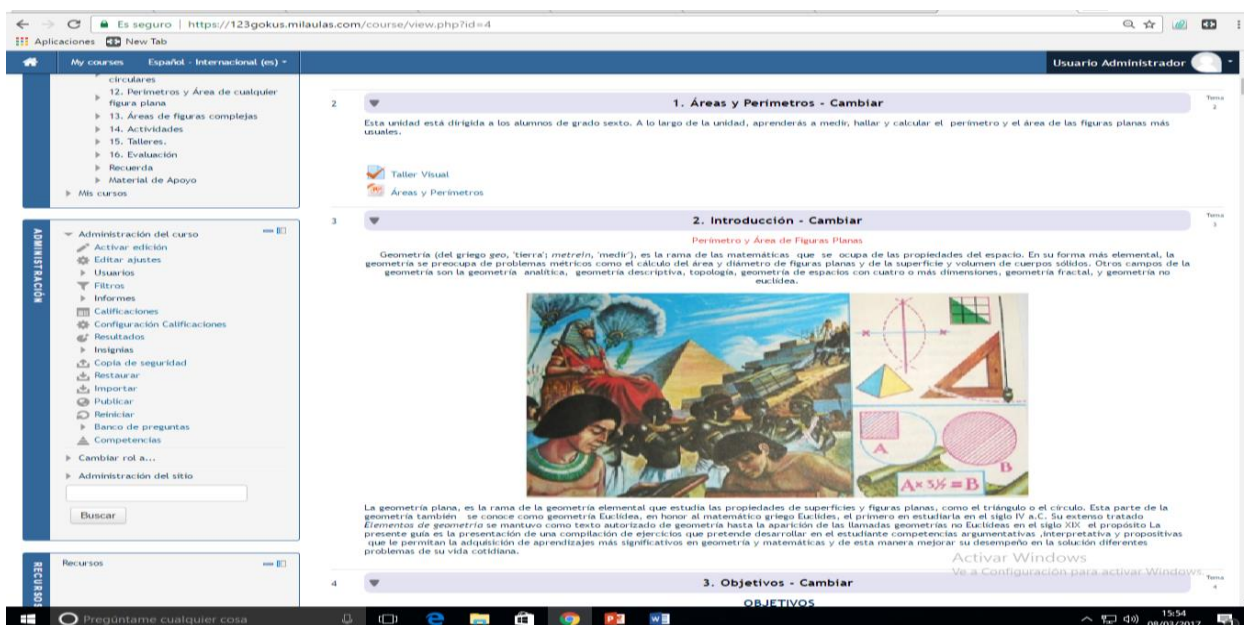 Es seguro | https://123gokus.milaulas.com/course/view.php?id=4
Aplicaciones New Tab
My courses Español - Internacional (es)
Usuario Administrador
circulares
12. Perímetros y Área de cualquier
figura plana
13. Áreas de figuras complejas
14. Actividades
15. Talleres.
16. Evaluación
Recuerda
Material de Apoyo
Mis cursos
ADMINISTRACIÓN
Administración del curso
Activar edición
Editar ajustes
Usuarios
Filtros
Informes
Calificaciones
Configuración Calificaciones
Resultados
Insignias
Copia de seguridad
Restaurar
Importar
Publicar
Reiniciar
Banco de preguntas
Competencias
Cambiar rol a...
Administración del sitio
Buscar
RECURSOS
Recursos
2
1. Áreas y Perímetros - Cambiar
Tema
2
Esta unidad está dirigida a los alumnos de grado sexto. A lo largo de la unidad, aprenderás a medir, hallar y calcular el perímetro y el área de las figuras planas más
usuales.
Taller Visual
Áreas y Perímetros
3
2. Introducción - Cambiar
Tema
3
Perímetro y Área de Figuras Planas
Geometría (del griego geo, 'tierra'; metrein, 'medir'), es la rama de las matemáticas que se ocupa de las propiedades del espacio. En su forma más elemental, la
geometría se preocupa de problemas métricos como el cálculo del área y diámetro de figuras planas y de la superficie y volumen de cuerpos sólidos. Otros campos de la
geometría son la geometría analítica, geometría descriptiva, topología, geometría de espacios con cuatro o más dimensiones, geometría fractal, y geometría no
euclídea.
A
B
A× 3⅐ = B
La geometría plana, es la rama de la geometría elemental que estudia las propiedades de superficies y figuras planas, como el triángulo o el círculo. Esta parte de la
geometría también se conoce como geometría Euclídea, en honor al matemático griego Euclides, el primero en estudiarla en el siglo IV a.C. Su extenso tratado
Elementos de geometría se mantuvo como texto autorizado de geometría hasta la aparición de las llamadas geometrías no Euclídeas en el siglo XIX el propósito La
presente guía es la presentación de una compilación de ejercicios que pretende desarrollar en el estudiante competencias argumentativas ,interpretativa y propositivas
que le permitan la adquisición de aprendizajes más significativos en geometría y matemáticas y de esta manera mejorar su desempeño en la solución diferentes
problemas de su vida cotidiana.
Activar Windows
Ve a Configuración para activar Windows.
4
3. Objetivos - Cambiar
Tema
4
OBJETIVOS
Pregúntame cualquier cosa
15:54
08/03/2017